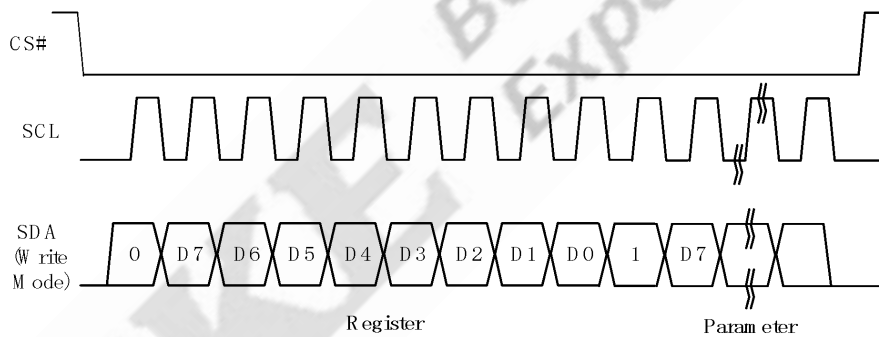 CS#
SCL
SDA
(Write
Mode)
0 D7 D6 D5 D4 D3 D2 D1 D0 1 D7
Register Parameter